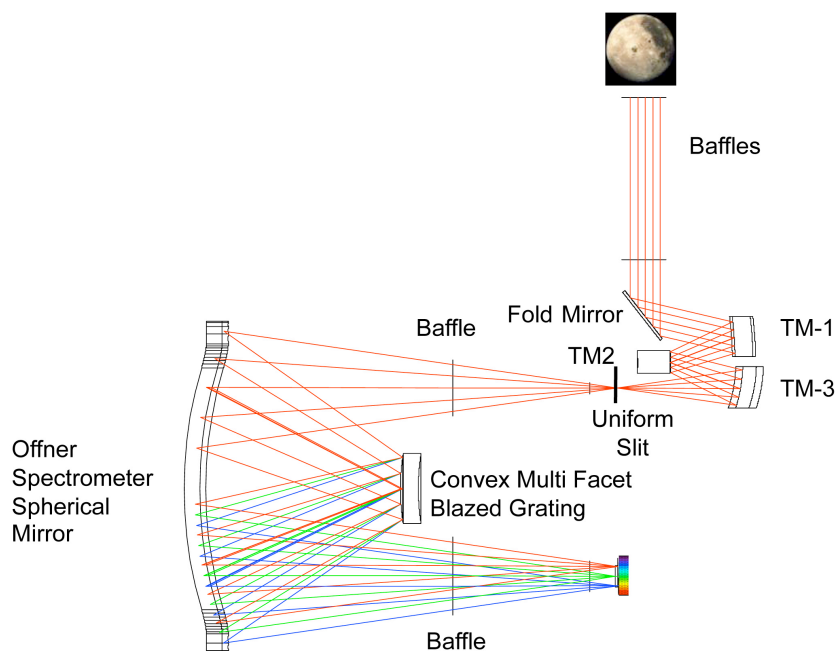 Baffles
Fold Mirror
TM-1
Baffle
TM2
TM-3
Uniform
Slit
Offner
Spectrometer
Spherical
Mirror
Convex Multi Facet
Blazed Grating
Baffle